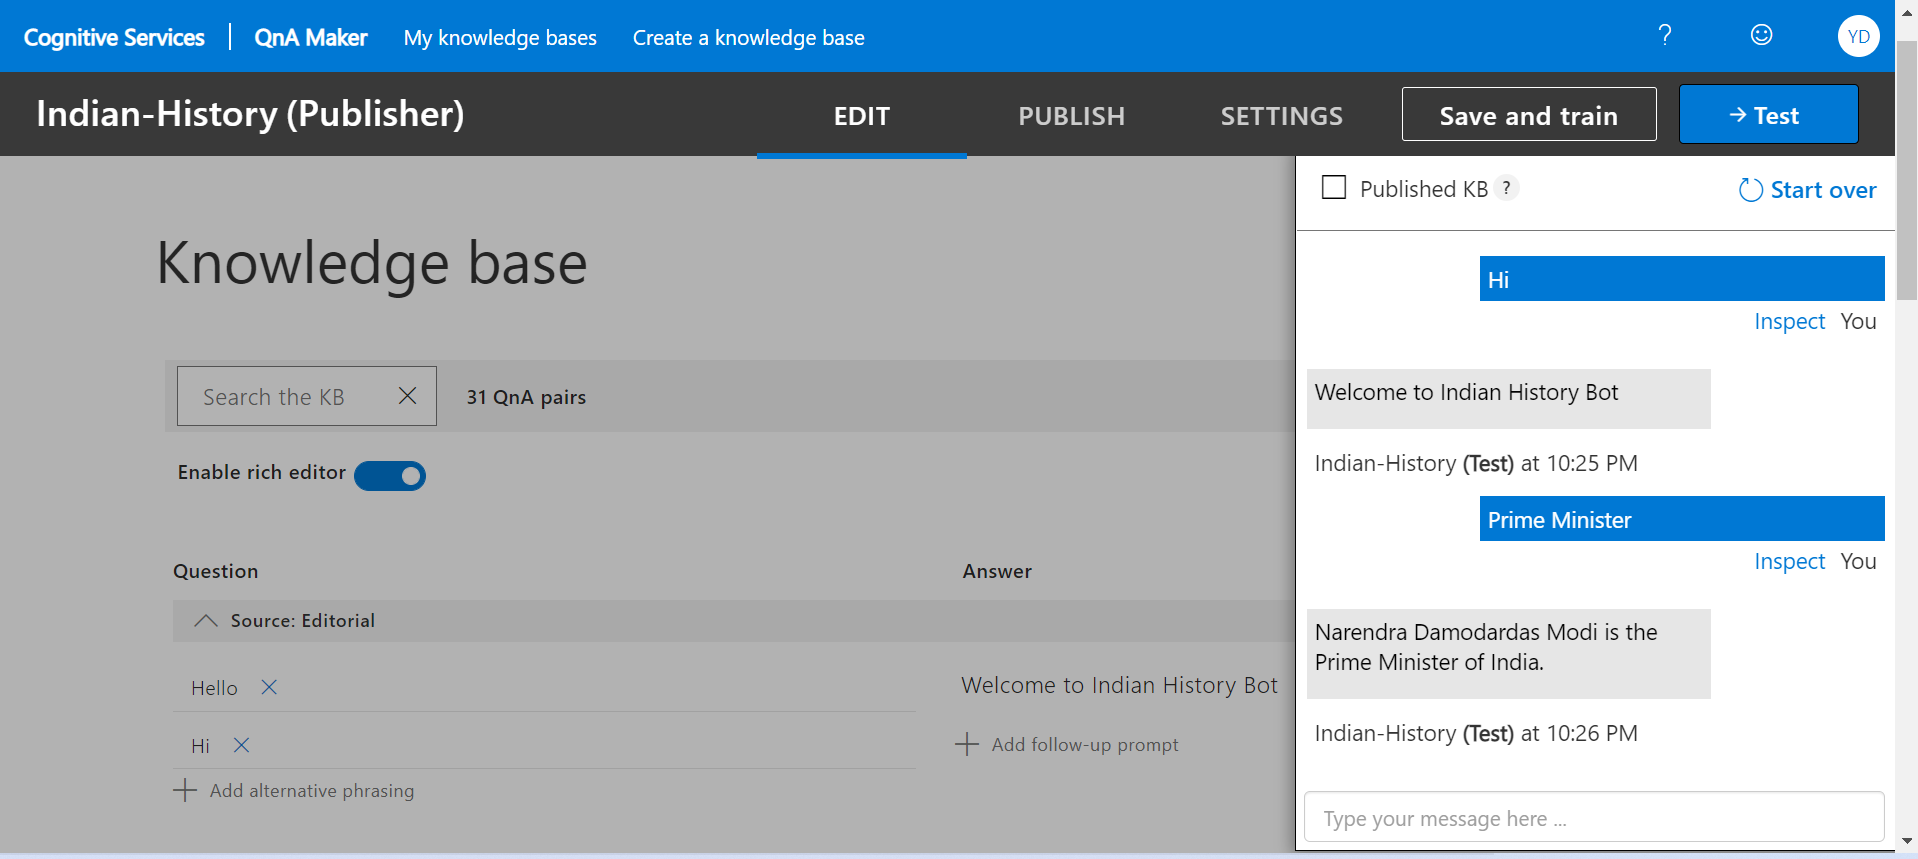 Cognitive Services | QnA Maker My knowledge bases Create a knowledge base ? YD
Indian-History (Publisher) EDIT PUBLISH SETTINGS Save and train → Test
Knowledge base
Search the KB 31 QnA pairs
Enable rich editor
Question Answer
Source: Editorial
Hello Welcome to Indian History Bot
Hi
Add follow-up prompt
Add alternative phrasing
Published KB ? Start over
Hi
Inspect You
Welcome to Indian History Bot
Indian-History (Test) at 10:25 PM
Prime Minister
Inspect You
Narendra Damodardas Modi is the
Prime Minister of India.
Indian-History (Test) at 10:26 PM
Type your message here ...